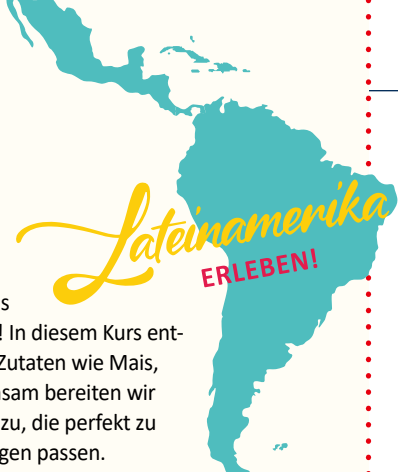 Lateinamerika
ERLEBEN!
s
! In diesem Kurs ent-
Zutaten wie Mais,
sam bereiten wir
zu, die perfekt zu
gen passen.